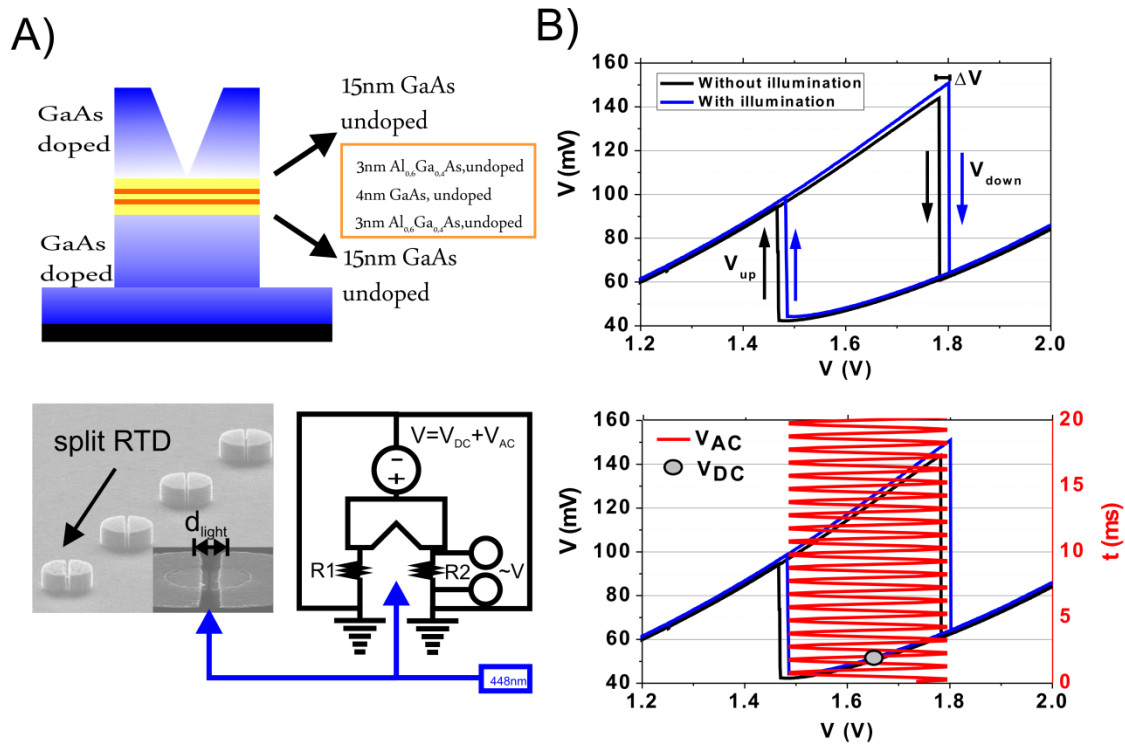 A)
GaAs
doped
GaAs
doped
15nm GaAs
undoped
3nm Al0,6Ga0,4As,undoped
4nm GaAs, undoped
3nm Al0,6Ga0,4As,undoped
15nm GaAs
undoped
split RTD
dlight
V=VDC+VAC
-
+
R1
R2
~V
448nm
B)
160
140
120
100
80
60
40
V (mV)
Without illumination
With illumination
ΔV
Vdown
Vup
1.2
1.4
1.6
1.8
2.0
V (V)
160
140
120
100
80
60
40
V (mV)
VAC
VDC
20
15
10
5
0
t (ms)
1.2
1.4
1.6
1.8
2.0
V (V)